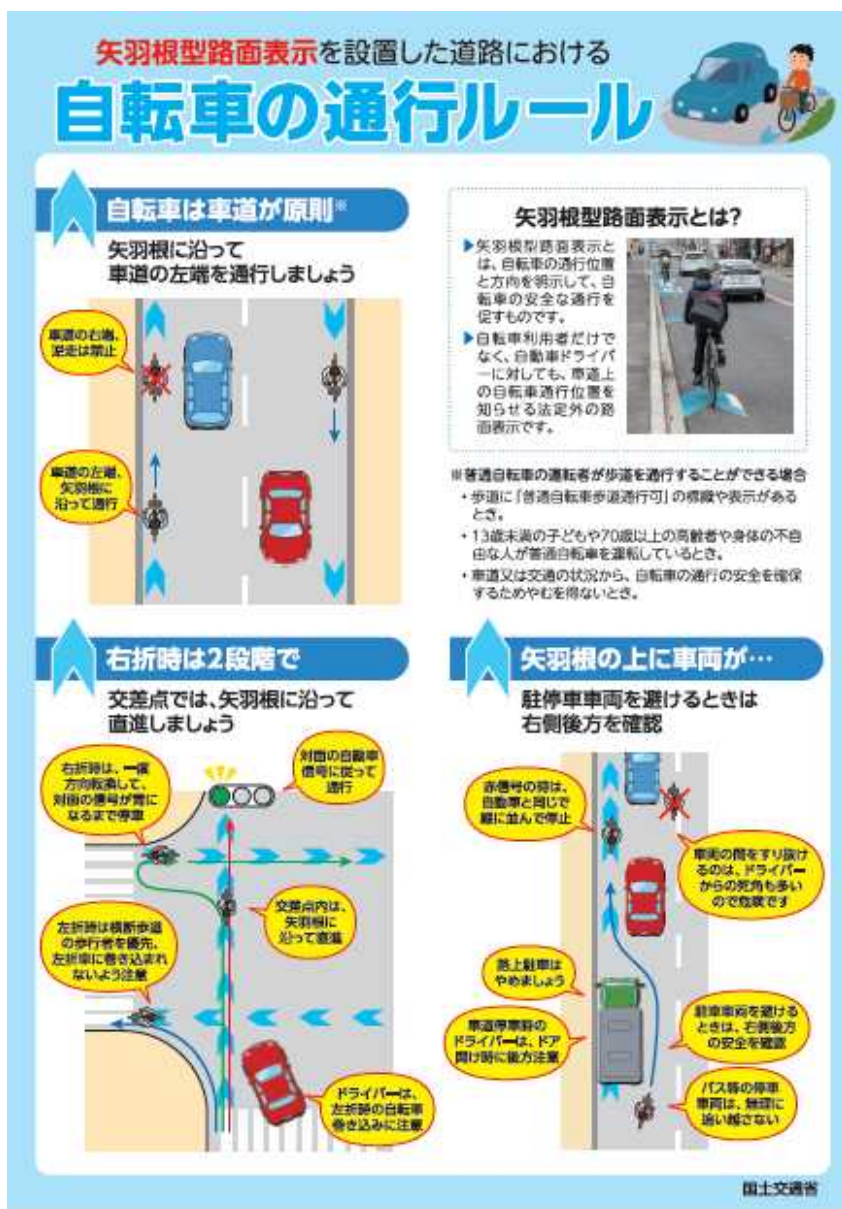 矢羽根型路面表示を設置した道路における
自転車の通行ルール
自転車は車道が原則※
矢羽根に沿って
車道の左端を通行しましょう
車道の右端、
逆走は禁止
車道の左端、
矢羽根に
沿って通行
矢羽根型路面表示とは?
▶矢羽根型路面表示と
は、自転車の通行位置
と方向を明示して、自
転車の安全な通行を
促すものです。
▶自転車利用者だけで
なく、自動車ドライバ
ーに対しても、車道上
の自転車通行位置を
知らせる法定外の路
面表示です。
※普通自転車の運転者が歩道を通行することができる場合
・歩道に「普通自転車歩道通行可」の標識や表示がある
とき。
・13歳未満の子どもや70歳以上の高齢者や身体の不自
由な人が普通自転車を運転しているとき。
・車道又は交通の状況から、自転車の通行の安全を確保
するためやむを得ないとき。
右折時は2段階で
交差点では、矢羽根に沿って
直進しましょう
右折時は、一度
方向転換して、
対面の信号が青に
なるまで停車
対面の自動車
信号に従って
通行
交差点内は、
矢羽根に
沿って直進
左折時は横断歩道
の歩行者を優先、
左折車に巻き込まれ
ないよう注意
ドライバーは、
左折時の自転車
巻き込みに注意
矢羽根の上に車両が…
駐停車車両を避けるときは
右側後方を確認
赤信号の時は、
自動車と同じで
縦に並んで停止
車両の間をすり抜け
るのは、ドライバー
からの死角も多い
ので危険です
路上駐車は
やめましょう
車道停車時の
ドライバーは、ドア
開け時に後方注意
駐車車両を避ける
ときは、右側後方
の安全を確認
バス等の停車
車両は、無理に
追い越さない
国土交通省